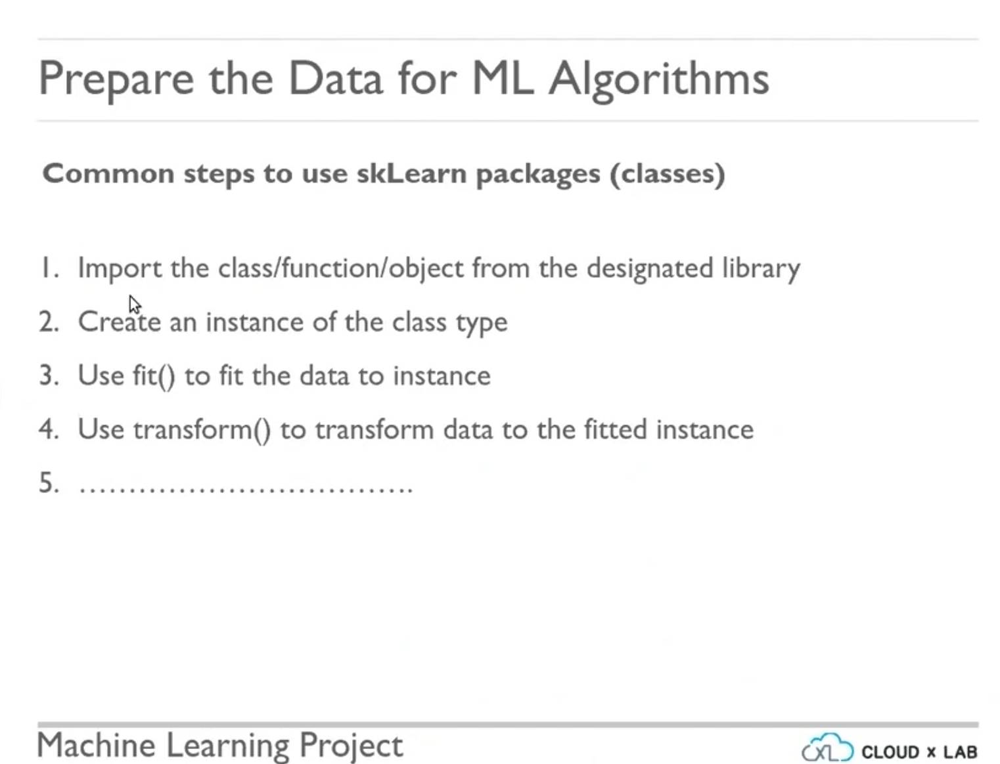 Prepare the Data for ML Algorithms
Common steps to use skLearn packages (classes)
1. Import the class/function/object from the designated library
2. Create an instance of the class type
3. Use fit() to fit the data to instance
4. Use transform() to transform data to the fitted instance
5. ..................................
Machine Learning Project
CXL CLOUD x LAB